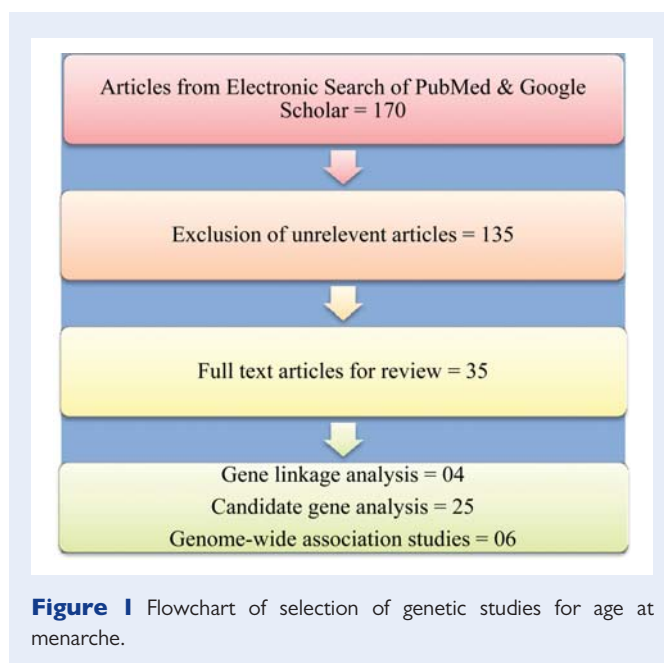 Articles from Electronic Search of PubMed & Google
Scholar = 170
Exclusion of unrelevent articles = 135
Full text articles for review = 35
Gene linkage analysis = 04
Candidate gene analysis = 25
Genome-wide association studies = 06
Figure 1 Flowchart of selection of genetic studies for age at
menarche.